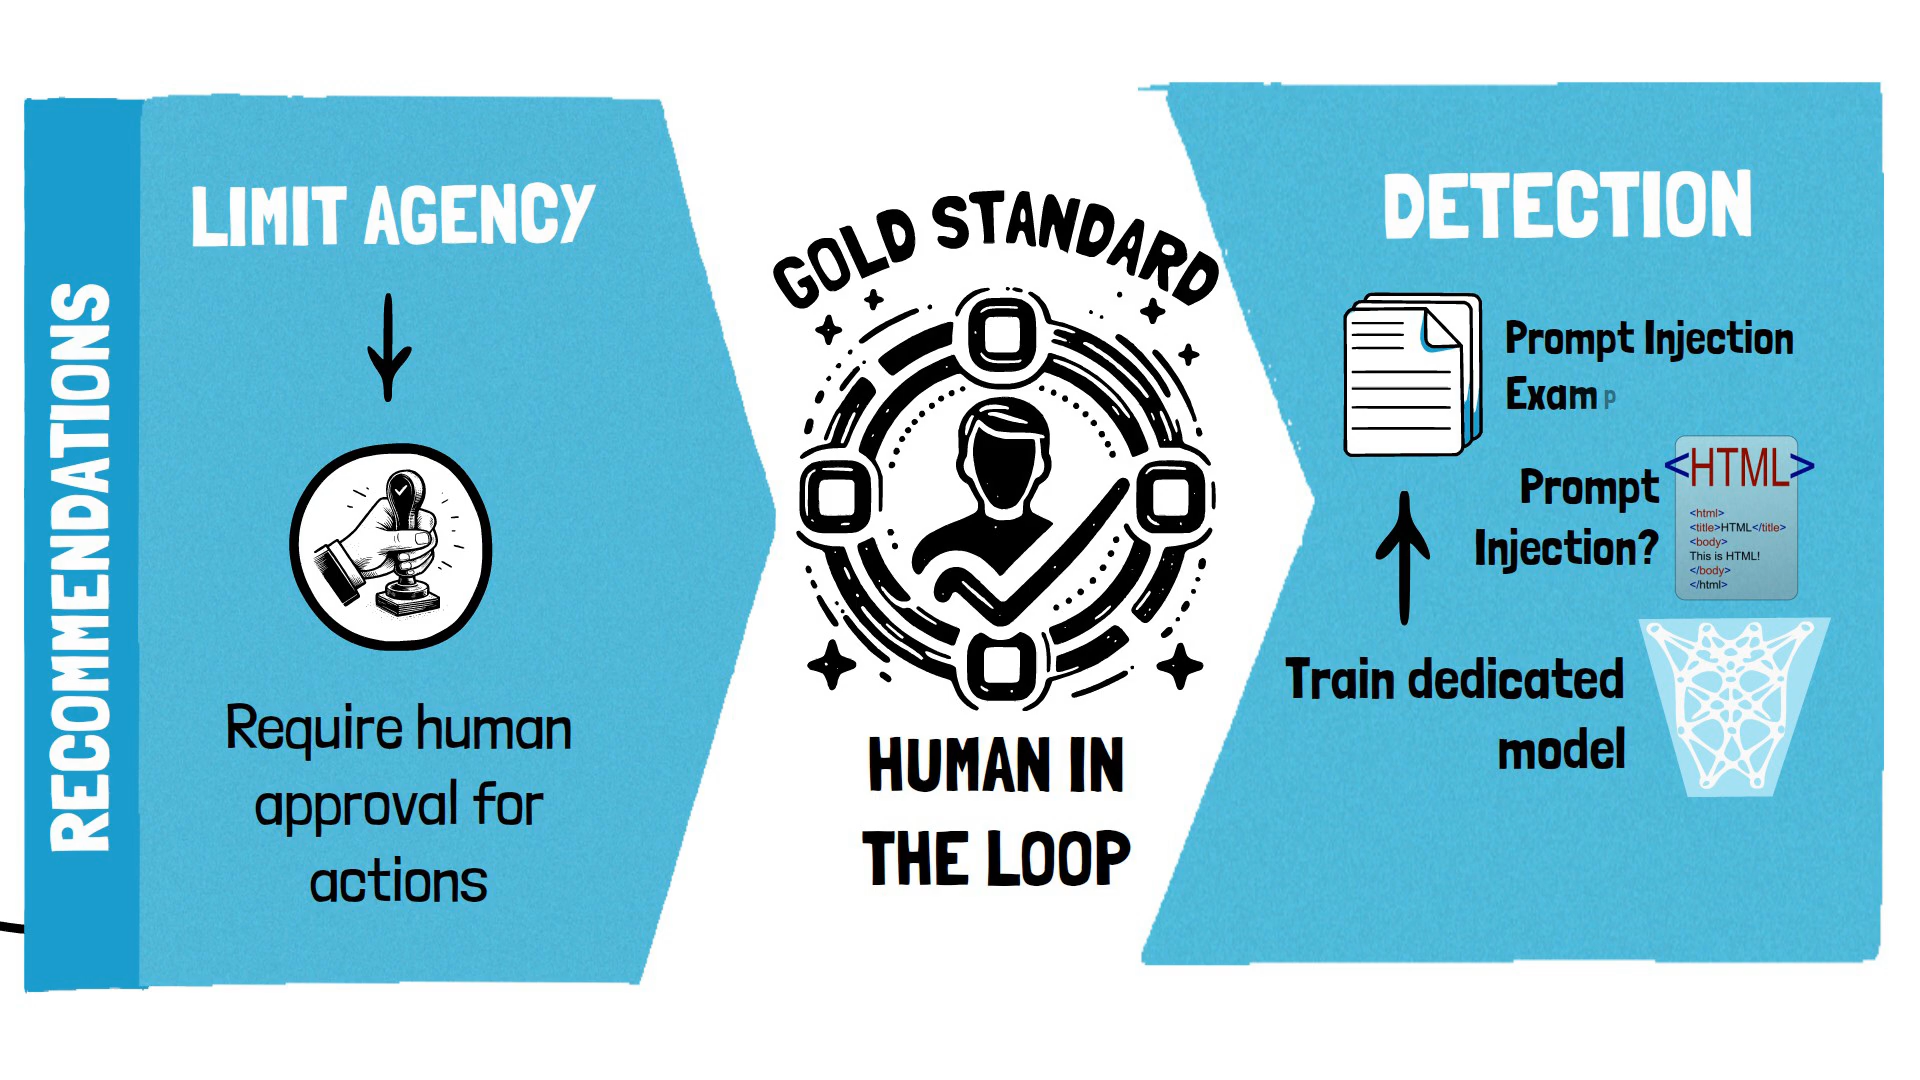 RECOMMENDATIONS
LIMIT AGENCY
Require human
approval for
actions
GOLD STANDARD
HUMAN IN
THE LOOP
DETECTION
Prompt Injection
Examp
Prompt
Injection?
<HTML>
<html>
<title>HTML</title>
<body>
This is HTML!
</body>
</html>
Train dedicated
model